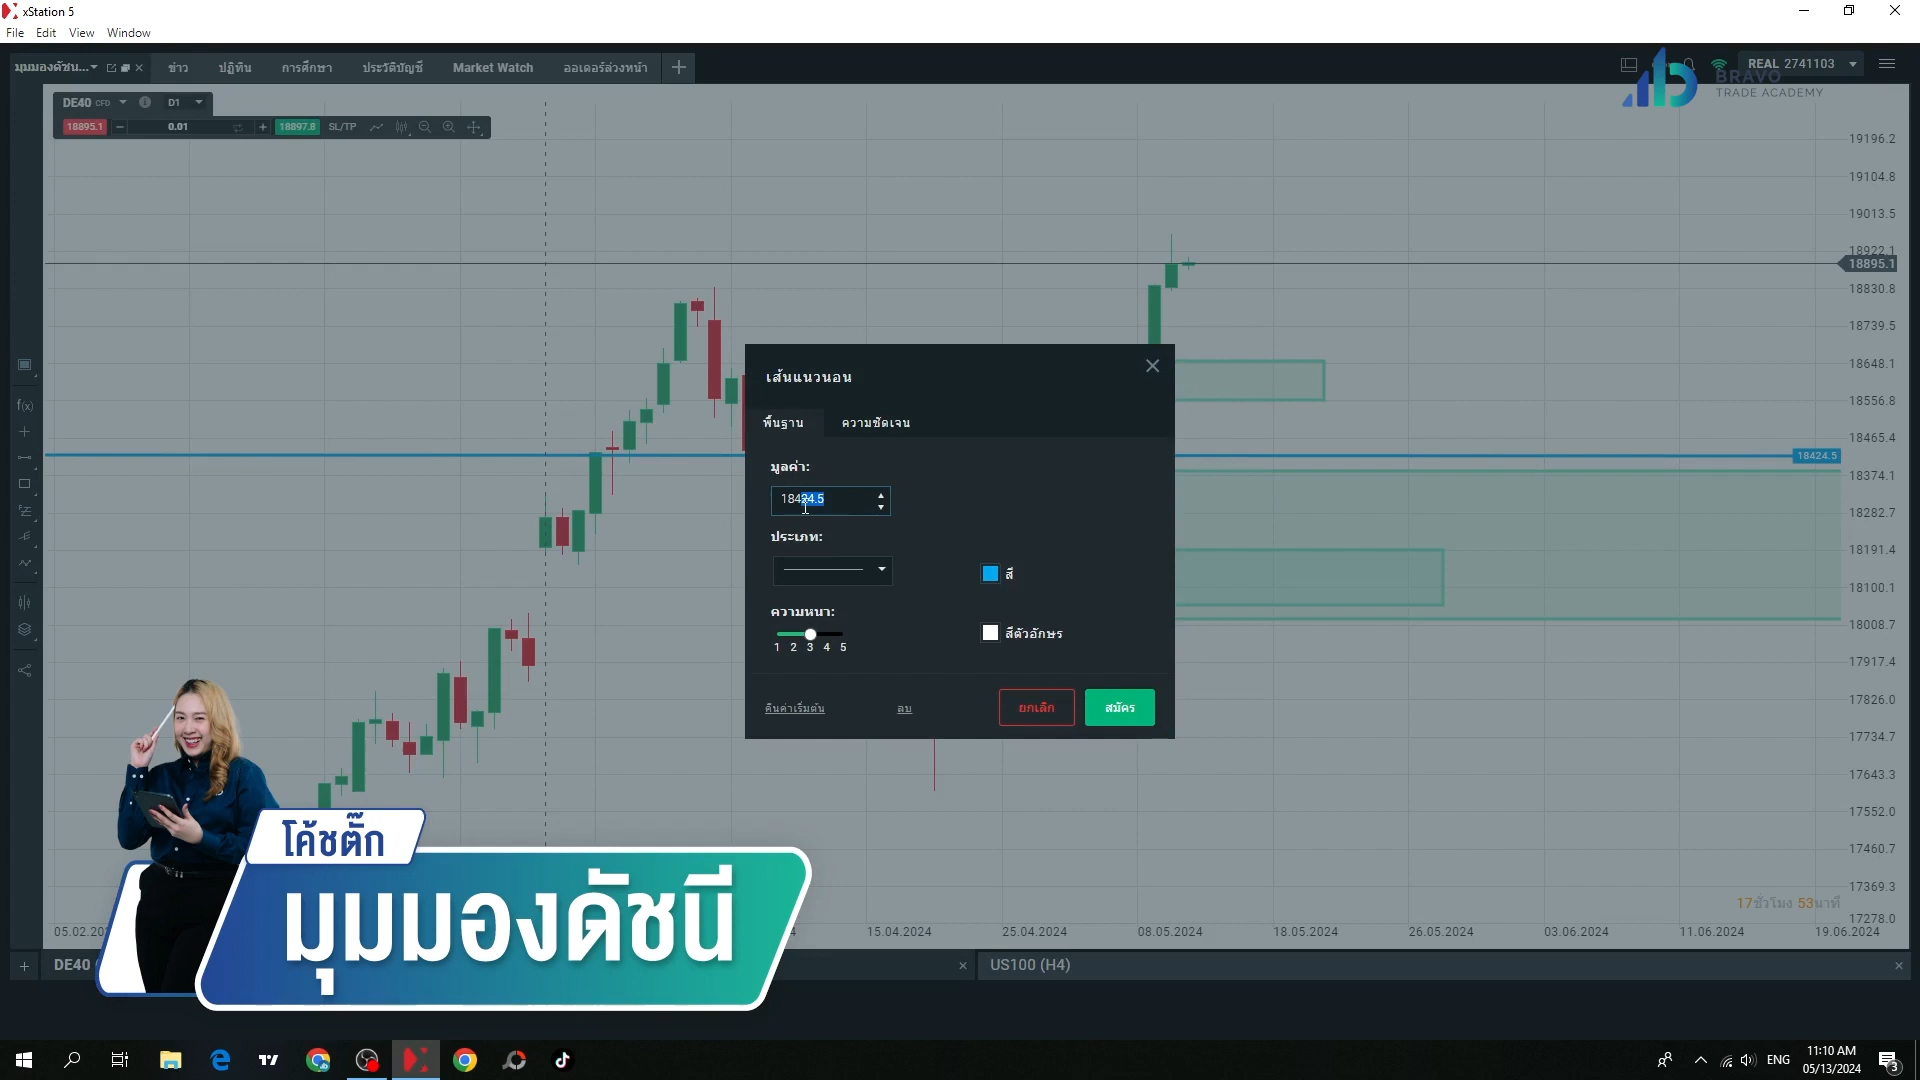 xStation 5
File Edit View Window
มุมมองดัชน... ข่าว ปฏิทิน การศึกษา ประวัติบัญชี Market Watch ออเดอร์ล่วงหน้า
REAL 2741103
BRAVO
TRADE ACADEMY
DE40 CFD D1
18895.1 0.01 18897.8 SL/TP
19196.2
19104.8
19013.5
18922.1
18895.1
18830.8
18739.5
18648.1
18556.8
18465.4
18424.5
18374.1
18282.7
18191.4
18100.1
18008.7
17917.4
17826.0
17734.7
17643.3
17552.0
17460.7
17369.3
17278.0
f(x)
เส้นแนวนอน
พื้นฐาน ความชัดเจน
มูลค่า:
18424.5
ประเภท:
สี
ความหนา:
1 2 3 4 5
สีตัวอักษร
คืนค่าเริ่มต้น ลบ ยกเลิก สมัคร
17ชั่วโมง 53นาที
15.04.2024 25.04.2024 08.05.2024 18.05.2024 26.05.2024 03.06.2024 11.06.2024 19.06.2024
DE40 US100 (H4)
โค้ชติ๊ก
มุมมองดัชนี
ENG
11:10 AM
05/13/2024
3